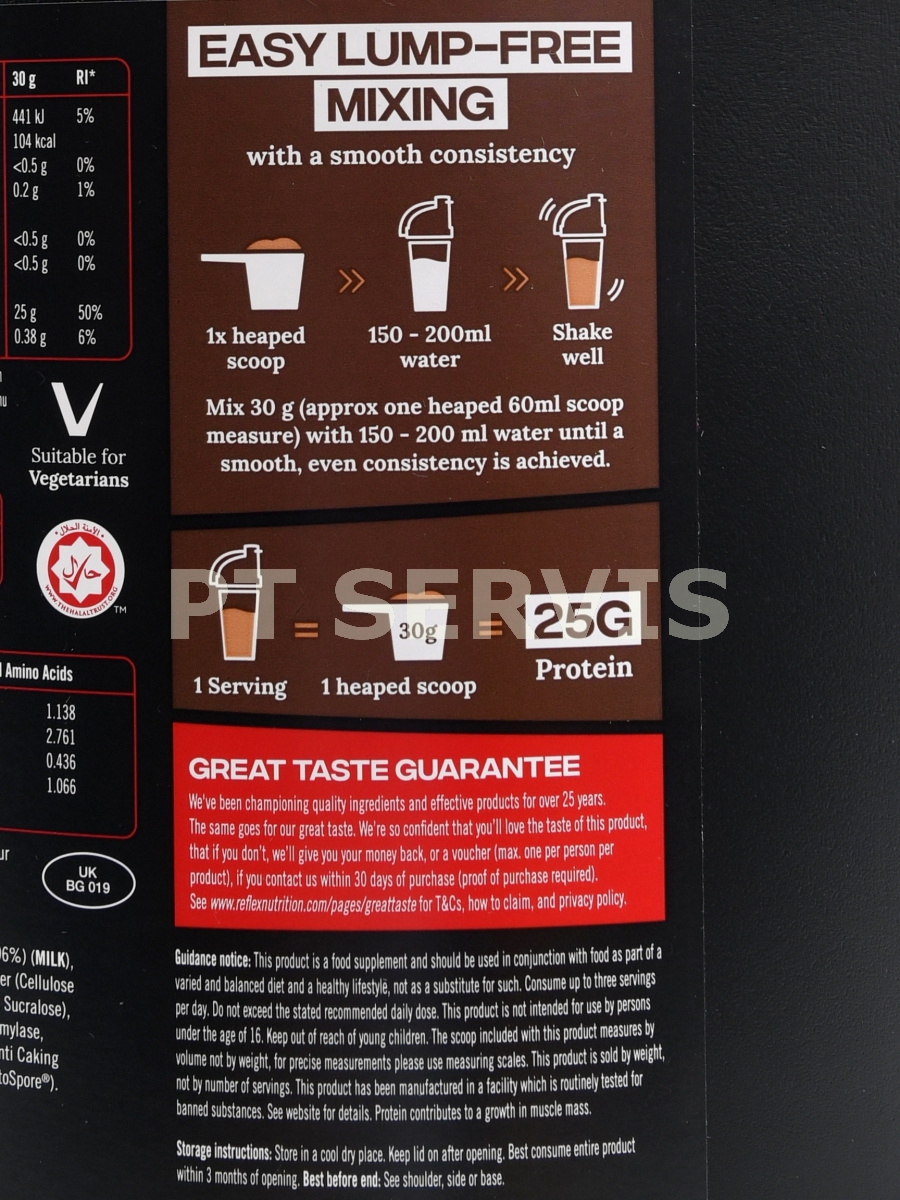 30 g RI*
441 kJ 5%
104 kcal
<0.5 g 0%
0.2 g 1%
<0.5 g 0%
<0.5 g 0%
25 g 50%
0.38 g 6%
Suitable for
Vegetarians
الأمنة الحلال
حلال
WWW.THEHALALTRUST.ORG
TM
Amino Acids
1.138
2.761
0.436
1.066
UK
BG 019
6%) (MILK),
(Cellulose
Sucralose),
Caking
EASY LUMP-FREE
MIXING
with a smooth consistency
1x heaped
scoop
150 - 200ml
water
Shake
well
Mix 30 g (approx one heaped 60ml scoop
measure) with 150 - 200 ml water until a
smooth, even consistency is achieved.
PT SERVIS
30g
25G
1 Serving
1 heaped scoop
Protein
GREAT TASTE GUARANTEE
We've been championing quality ingredients and effective products for over 25 years.
The same goes for our great taste. We're so confident that you'll love the taste of this product,
that if you don't, we'll give you your money back, or a voucher (max. one per person per
product), if you contact us within 30 days of purchase (proof of purchase required).
See www.reflexnutrition.com/pages/greattaste for T&Cs, how to claim, and privacy policy.
Guidance notice: This product is a food supplement and should be used in conjunction with food as part of a
varied and balanced diet and a healthy lifestyle, not as a substitute for such. Consume up to three servings
per day. Do not exceed the stated recommended daily dose. This product is not intended for use by persons
under the age of 16. Keep out of reach of young children. The scoop included with this product measures by
volume not by weight, for precise measurements please use measuring scales. This product is sold by weight,
not by number of servings. This product has been manufactured in a facility which is routinely tested for
banned substances. See website for details. Protein contributes to a growth in muscle mass.
Storage instructions: Store in a cool dry place. Keep lid on after opening. Best consume entire product
within 3 months of opening. Best before end: See shoulder, side or base.